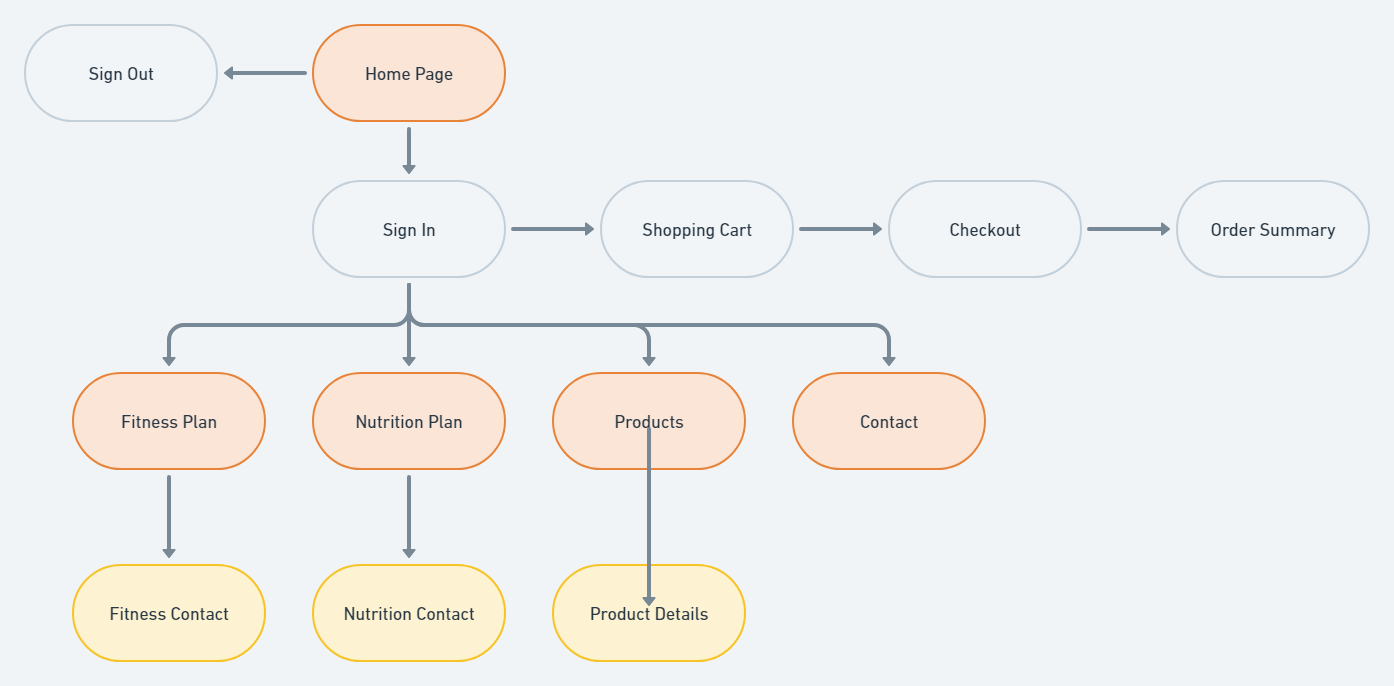 Sign Out
Home Page
Sign In
Shopping Cart
Checkout
Order Summary
Fitness Plan
Nutrition Plan
Products
Contact
Fitness Contact
Nutrition Contact
Product Details